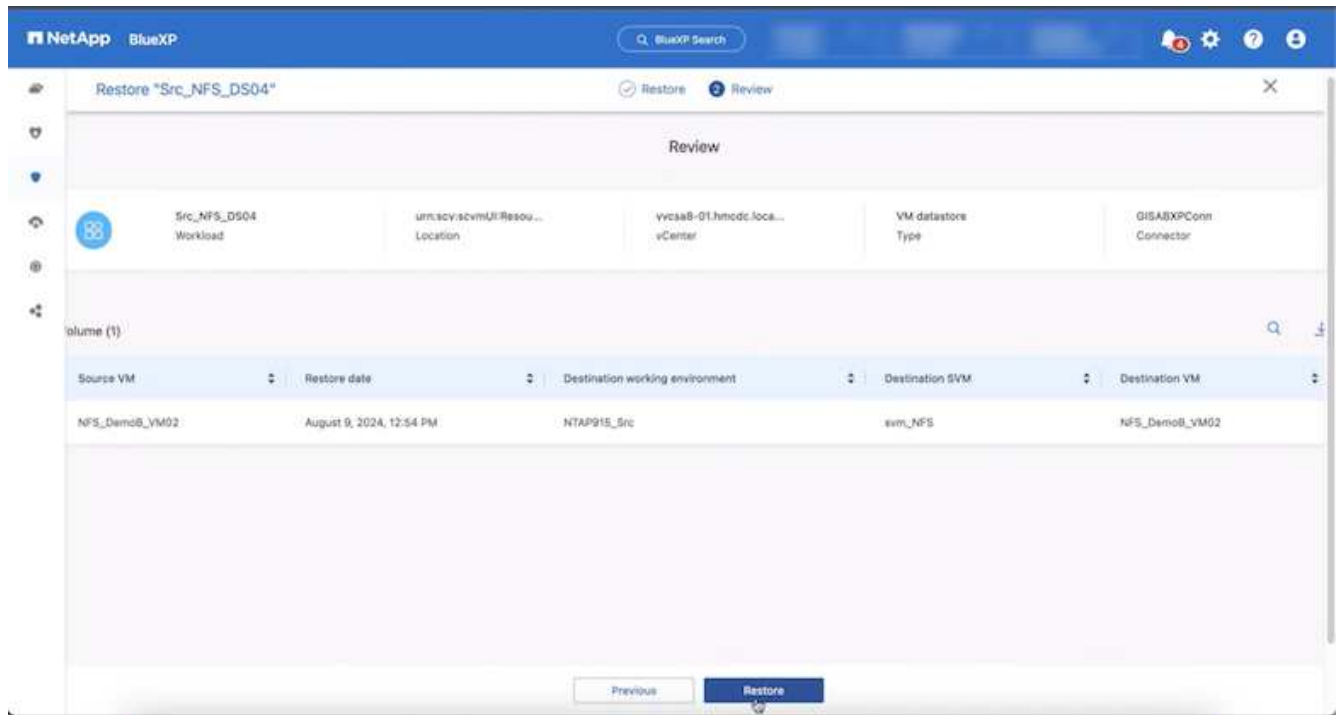 NetApp BlueXP BlueXP Search 4
Restore "Src_NFS_DS04" Restore 2 Review
Review
Src_NFS_DS04 urn:scv:scvmUI:Resou... vvcsa8-01.hmcdc.loca... VM datastore GISABXPConn
Workload Location vCenter Type Connector
olume (1)
Source VM Restore date Destination working environment Destination SVM Destination VM
NFS_DemoB_VM02 August 9, 2024, 12:54 PM NTAP915_Src svm_NFS NFS_DemoB_VM02
Previous Restore